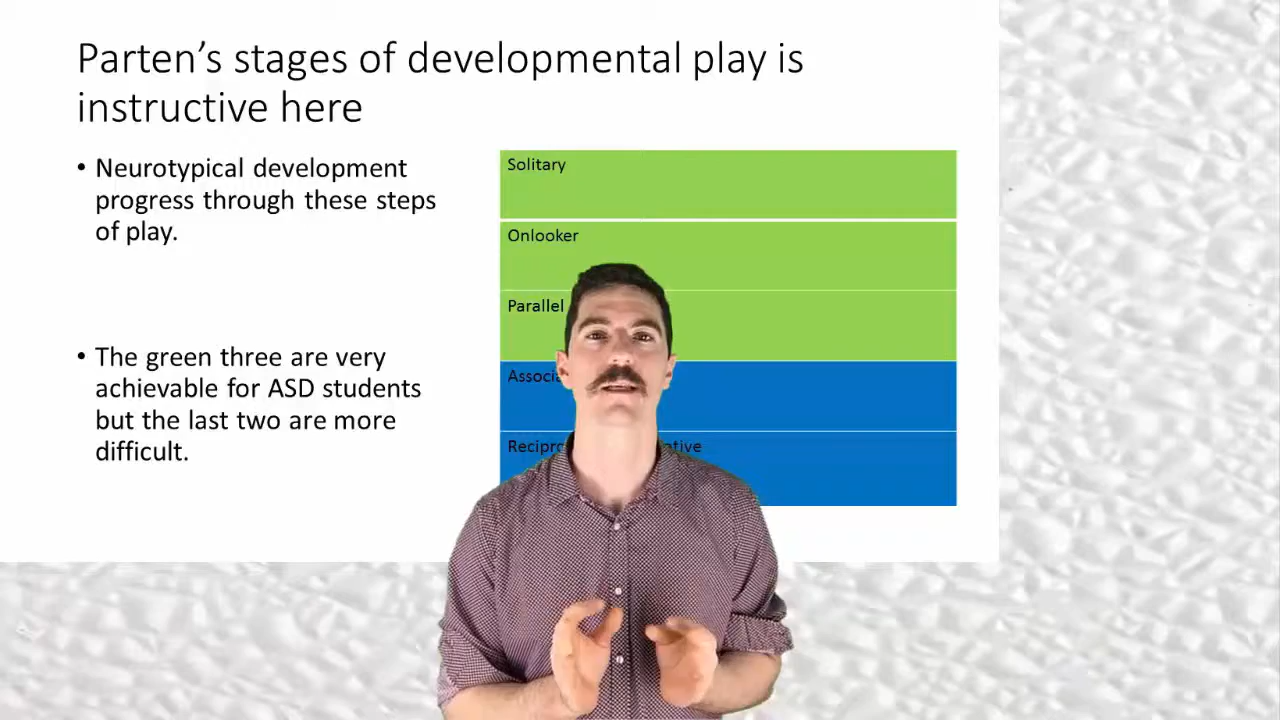 Parten’s stages of developmental play is
instructive here
• Neurotypical development
progress through these steps
of play.
• The green three are very
achievable for ASD students
but the last two are more
difficult.
Solitary
Onlooker
Parallel